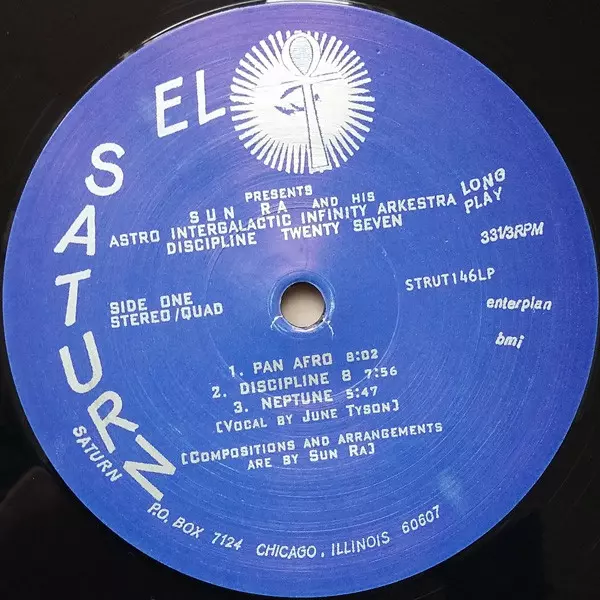 EL
SATURN
SATURN
PRESENTS
SUN RA AND HIS
ASTRO INTERGALACTIC INFINITY ARKESTRA
DISCIPLINE TWENTY SEVEN
LONG
PLAY
33 1/3 RPM
SIDE ONE
STEREO/QUAD
STRUT146LP
enterplan
bmi
1. PAN AFRO 8:02
2. DISCIPLINE 8 7:56
3. NEPTUNE 5:47
[VOCAL BY JUNE TYSON]
[COMPOSITIONS AND ARRANGEMENTS
ARE BY SUN RA]
P.O. BOX 7124 CHICAGO, ILLINOIS 60607